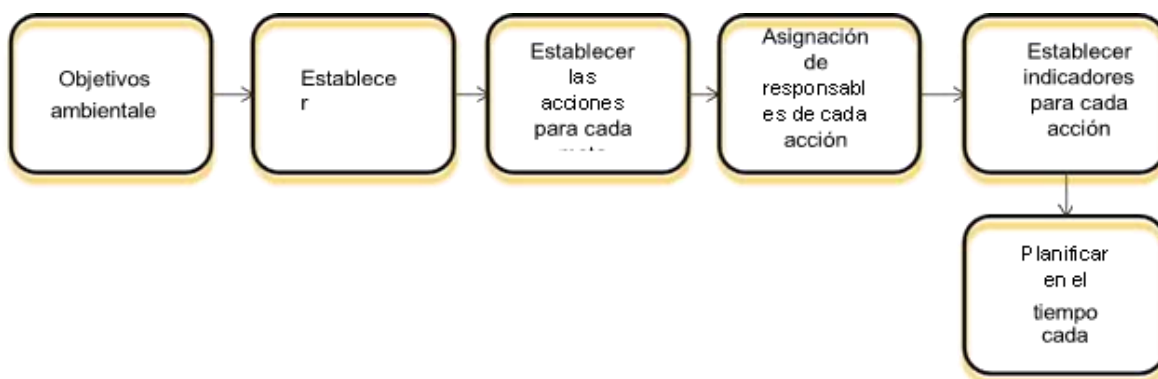 Objetivos
ambientale
Establece
r
Establecer
las
acciones
para cada
Asignación
de
responsabl
es de cada
acción
Establecer
indicadores
para cada
acción
Planificar
en el
tiempo
cada